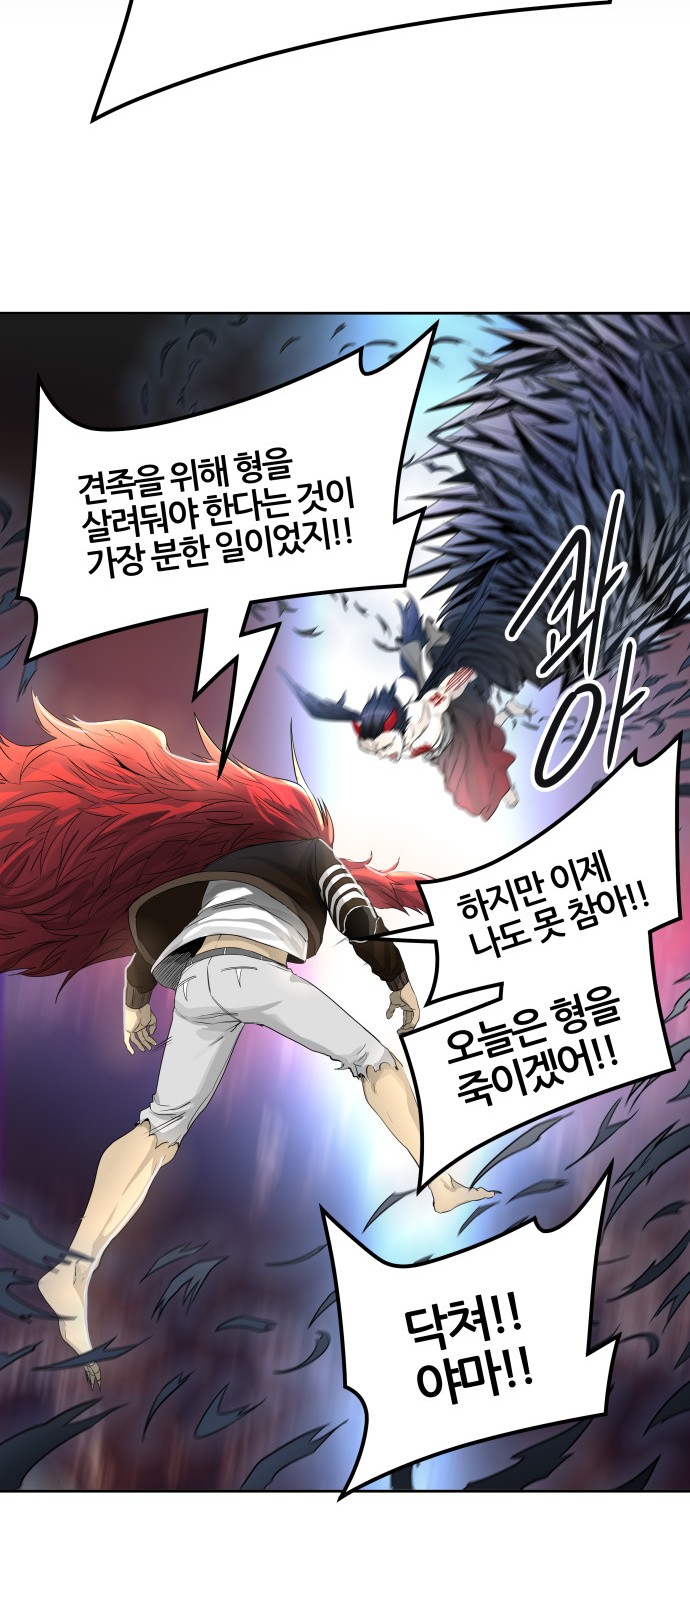 견족을 위해 형을
살려둬야 한다는 것이
가장 분한 일이었지!!
콰
아
하지만 이제
나도 못 참아!!
오늘은 형을
죽이겠어!!
닥쳐!!
야마!!